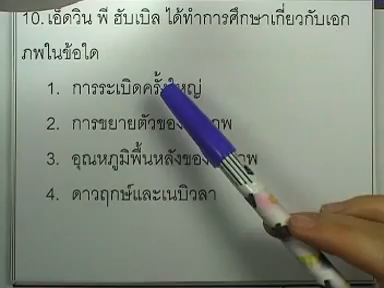 10. เอ็ดวิน พี ฮับเบิล ได้ทำการศึกษาเกี่ยวกับเอก
ภพในข้อใด
1. การระเบิดครั้งใหญ่
2. การขยายตัวของ ภาพ
3. อุณหภูมิพื้นหลังของ ภพ
4. ดาวฤกษ์และเนบิวลา